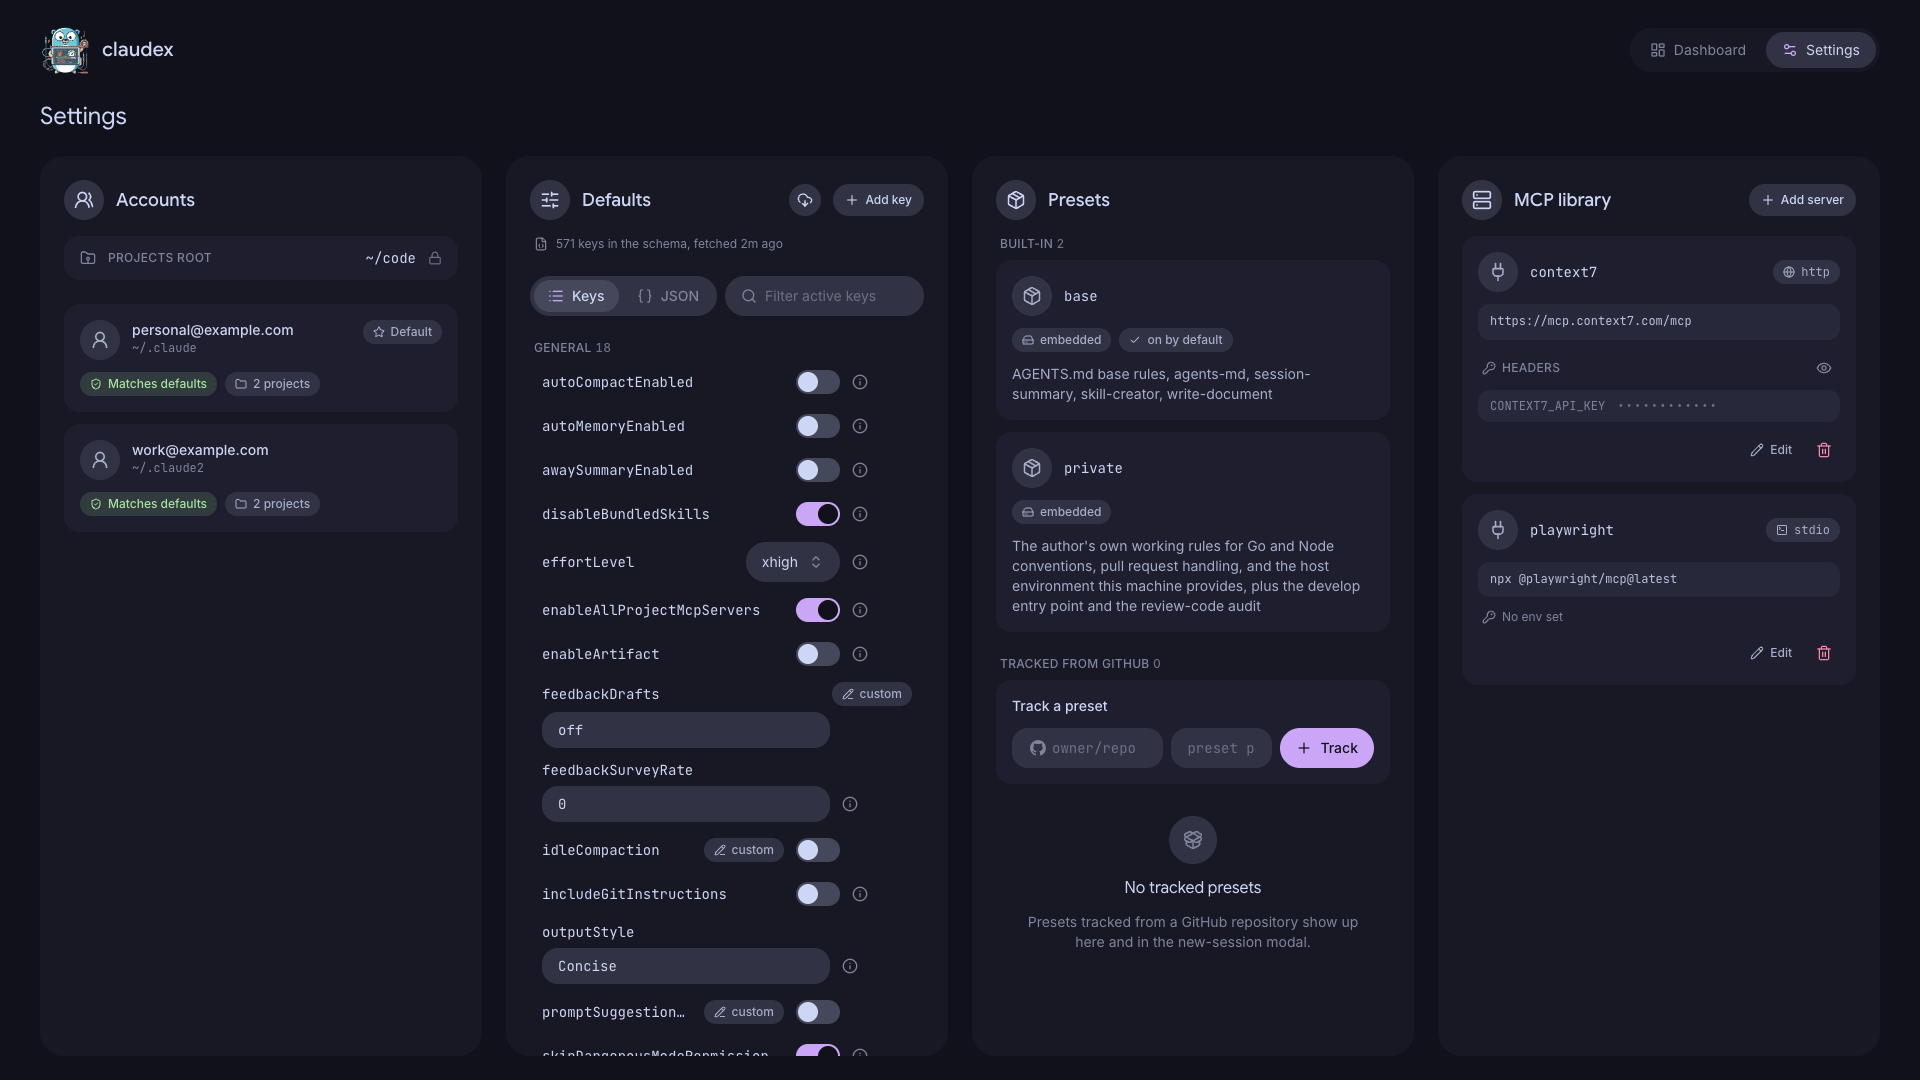 claudex
Dashboard
Settings
Settings
Accounts
PROJECTS ROOT
~/code
personal@example.com
~/.claude
Default
Matches defaults
2 projects
work@example.com
~/.claude2
Matches defaults
2 projects
Defaults
Add key
571 keys in the schema, fetched 2m ago
Keys
JSON
Filter active keys
GENERAL 18
autoCompactEnabled
autoMemoryEnabled
awaySummaryEnabled
disableBundledSkills
effortLevel
xhigh
enableAllProjectMcpServers
enableArtifact
feedbackDrafts
custom
off
feedbackSurveyRate
0
idleCompaction
custom
includeGitInstructions
outputStyle
Concise
promptSuggestion…
custom
skipDangerousModePermission
Presets
BUILT-IN 2
base
embedded
on by default
AGENTS.md base rules, agents-md, session-
summary, skill-creator, write-document
private
embedded
The author's own working rules for Go and Node
conventions, pull request handling, and the host
environment this machine provides, plus the develop
entry point and the review-code audit
TRACKED FROM GITHUB 0
Track a preset
owner/repo
preset p
Track
No tracked presets
Presets tracked from a GitHub repository show up
here and in the new-session modal.
MCP library
Add server
context7
http
https://mcp.context7.com/mcp
HEADERS
CONTEXT7_API_KEY ••••••••••••
Edit
playwright
stdio
npx @playwright/mcp@latest
No env set
Edit